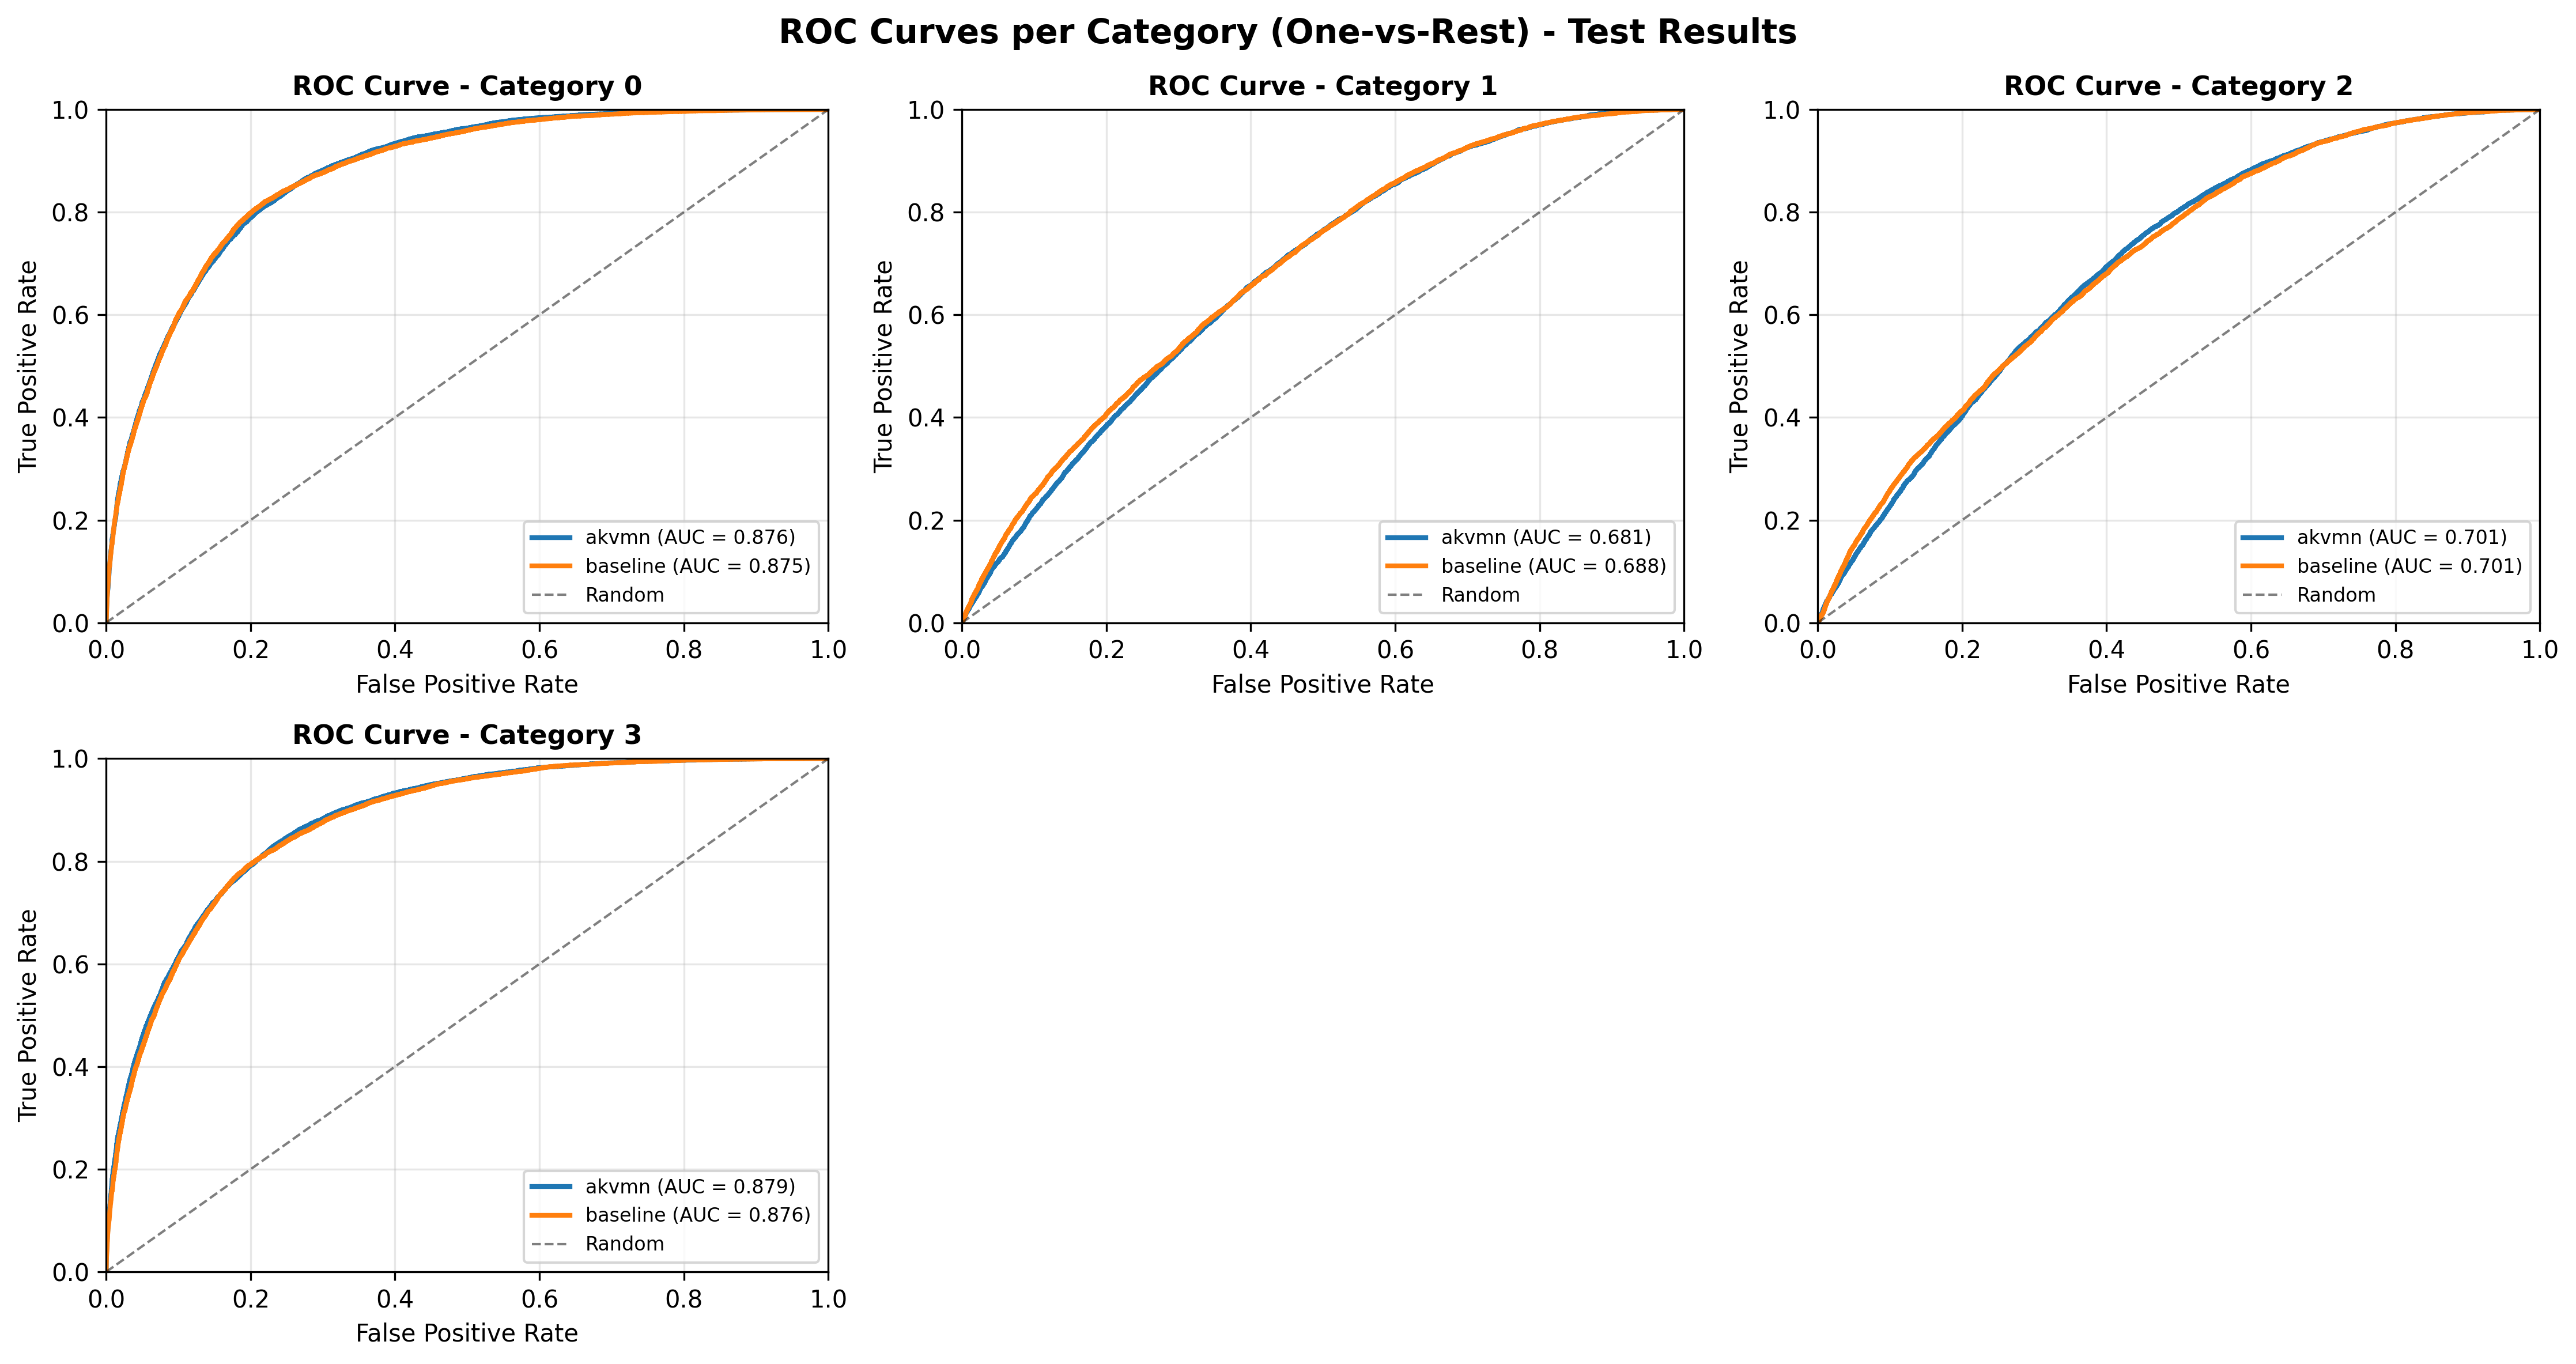 ROC Curves per Category (One-vs-Rest) - Test Results
ROC Curve - Category 0
True Positive Rate
1.0
0.8
0.6
0.4
0.2
0.0
akvmn (AUC = 0.876)
baseline (AUC = 0.875)
Random
0.0 0.2 0.4 0.6 0.8 1.0
False Positive Rate
ROC Curve - Category 1
True Positive Rate
1.0
0.8
0.6
0.4
0.2
0.0
akvmn (AUC = 0.681)
baseline (AUC = 0.688)
Random
0.0 0.2 0.4 0.6 0.8 1.0
False Positive Rate
ROC Curve - Category 2
True Positive Rate
1.0
0.8
0.6
0.4
0.2
0.0
akvmn (AUC = 0.701)
baseline (AUC = 0.701)
Random
0.0 0.2 0.4 0.6 0.8 1.0
False Positive Rate
ROC Curve - Category 3
True Positive Rate
1.0
0.8
0.6
0.4
0.2
0.0
akvmn (AUC = 0.879)
baseline (AUC = 0.876)
Random
0.0 0.2 0.4 0.6 0.8 1.0
False Positive Rate